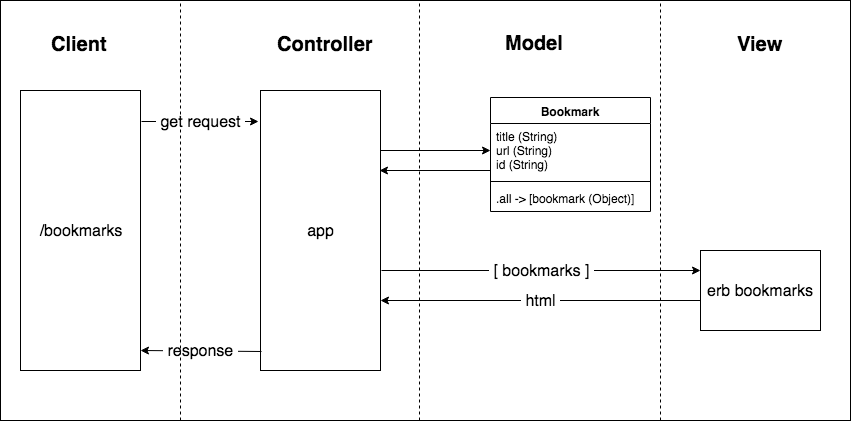 Client
Controller
Model
View
get request
Bookmark
title (String)
url (String)
id (String)
.all -> [bookmark (Object)]
/bookmarks
app
[ bookmarks ]
html
erb bookmarks
response